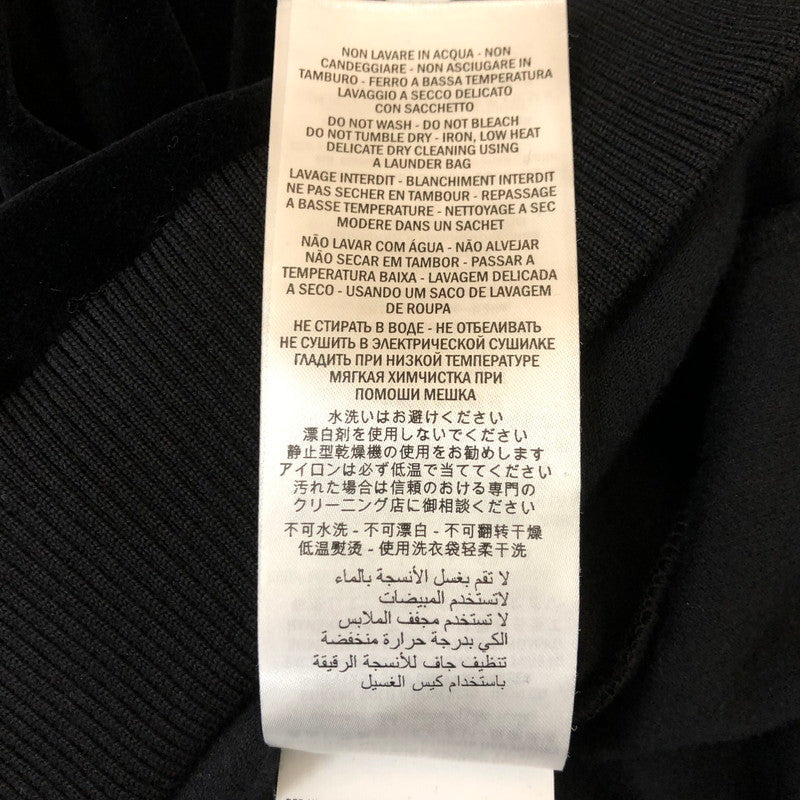 NON LAVARE IN ACQUA - NON
CANDEGGIARE - NON ASCIUGARE IN
TAMBURO - FERRO A BASSA TEMPERATURA
LAVAGGIO A SECCO DELICATO
CON SACCHETTO
DO NOT WASH - DO NOT BLEACH
DO NOT TUMBLE DRY - IRON, LOW HEAT
DELICATE DRY CLEANING USING
A LAUNDER BAG
LAVAGE INTERDIT - BLANCHIMENT INTERDIT
NE PAS SECHER EN TAMBOUR - REPASSAGE
A BASSE TEMPERATURE - NETTOYAGE A SEC
MODERE DANS UN SACHET
NÃO LAVAR COM ÁGUA - NÃO ALVEJAR
NÃO SECAR EM TAMBOR - PASSAR A
TEMPERATURA BAIXA - LAVAGEM DELICADA
A SECO - USANDO UM SACO DE LAVAGEM
DE ROUPA
НЕ СТИРАТЬ В ВОДЕ - НЕ ОТБЕЛИВАТЬ
НЕ СУШИТЬ В ЭЛЕКТРИЧЕСКОЙ СУШИЛКЕ
ГЛАДИТЬ ПРИ НИЗКОЙ ТЕМПЕРАТУРЕ
МЯГКАЯ ХИМЧИСТКА ПРИ
ПОМОШИ МЕШКА
水洗いはお避けください
漂白剤を使用しないでください
静止型乾燥機の使用をお勧めします
アイロンは必ず低温で当ててください
汚れた場合は信頼のおける専門の
クリーニング店に御相談ください
不可水洗 - 不可漂白 - 不可翻转干燥
低温熨烫 - 使用洗衣袋轻柔干洗
لا تقم بغسل الأنسجة بالماء
لاتستخدم المبيضات
لا تستخدم مجفف الملابس
الكي بدرجة حرارة منخفضة
تنظيف جاف للأنسجة الرقيقة
باستخدام كيس الغسيل